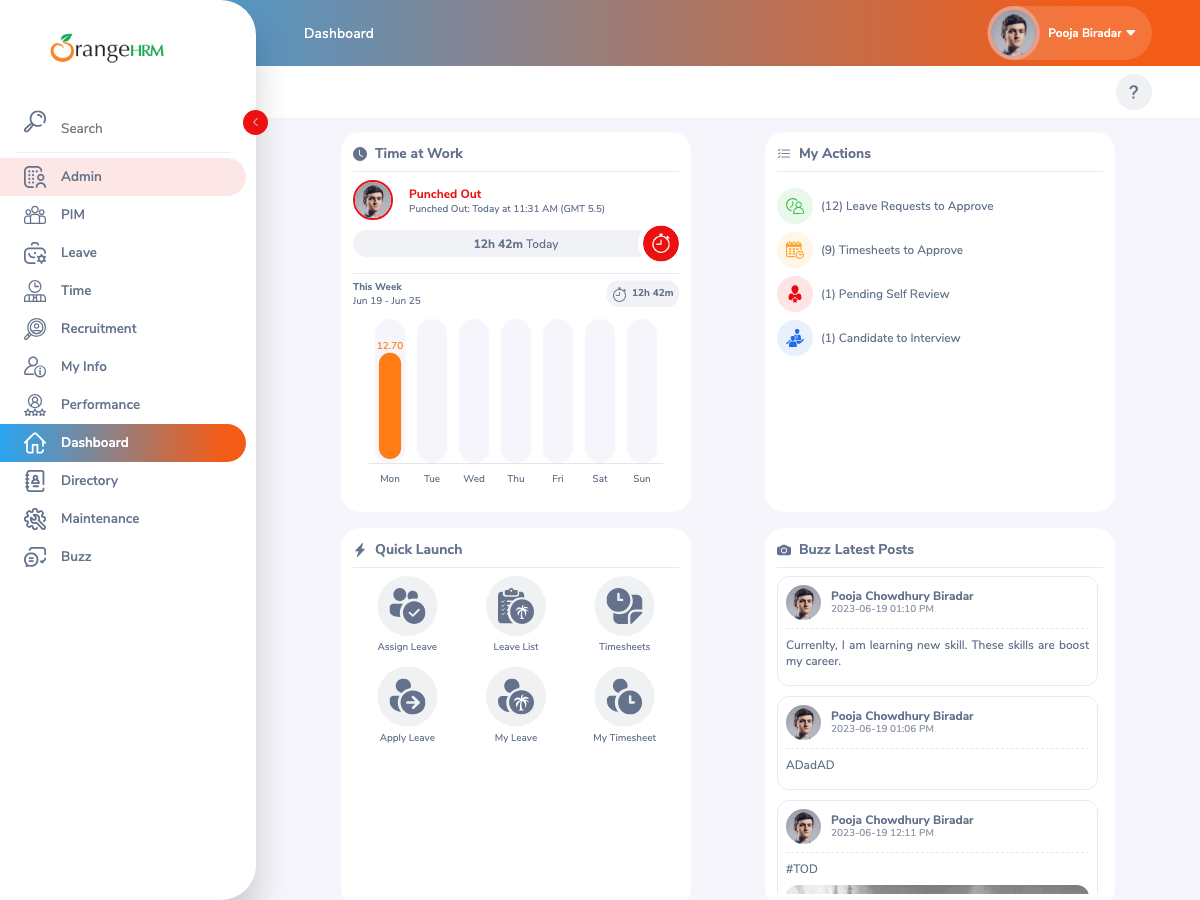 OrangeHRM
Search
Admin
PIM
Leave
Time
Recruitment
My Info
Performance
Dashboard
Directory
Maintenance
Buzz
Dashboard
Pooja Biradar
?
Time at Work
Punched Out
Punched Out: Today at 11:31 AM (GMT 5.5)
12h 42m Today
This Week
Jun 19 - Jun 25
12h 42m
12.70
Mon Tue Wed Thu Fri Sat Sun
My Actions
(12) Leave Requests to Approve
(9) Timesheets to Approve
(1) Pending Self Review
(1) Candidate to Interview
Quick Launch
Assign Leave Leave List Timesheets
Apply Leave My Leave My Timesheet
Buzz Latest Posts
Pooja Chowdhury Biradar
2023-06-19 01:10 PM
Currenlty, I am learning new skill. These skills are boost
my career.
Pooja Chowdhury Biradar
2023-06-19 01:06 PM
ADadAD
Pooja Chowdhury Biradar
2023-06-19 12:11 PM
#TOD